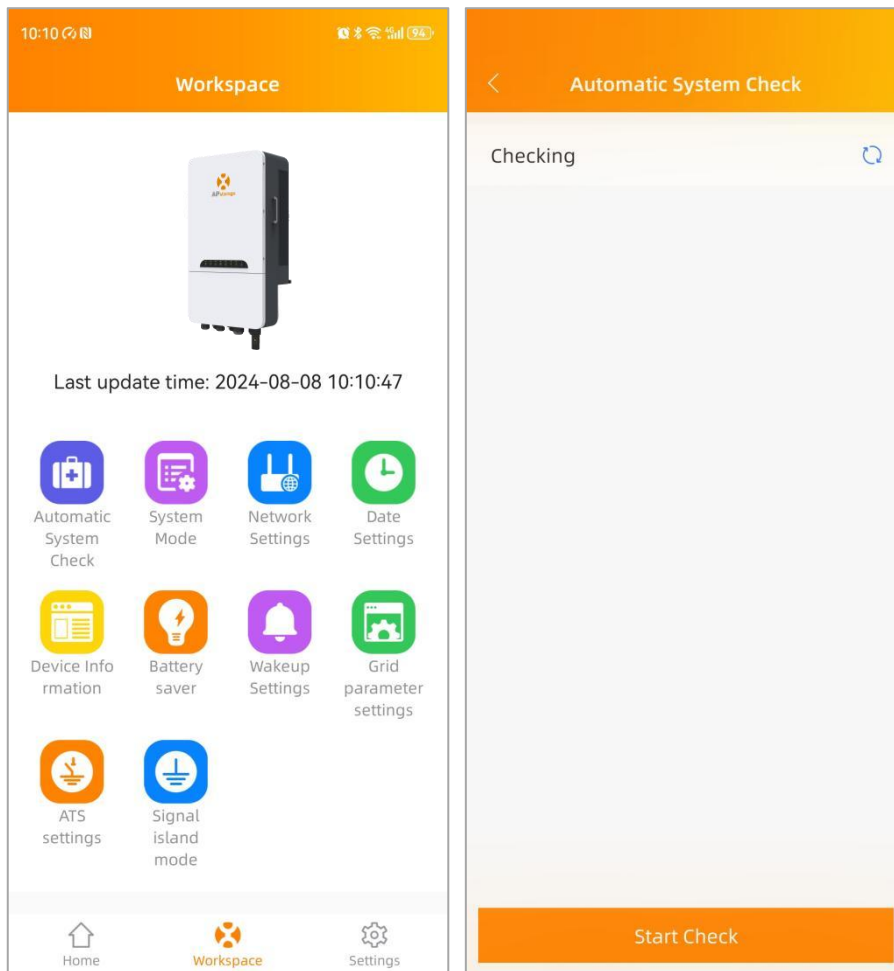 10:10
94
Workspace
APstorage
Last update time: 2024-08-08 10:10:47
Automatic
System
Check
System
Mode
Network
Settings
Date
Settings
Device Info
rmation
Battery
saver
Wakeup
Settings
Grid
parameter
settings
ATS
settings
Signal
island
mode
Home
Workspace
Settings
Automatic System Check
Checking
Start Check